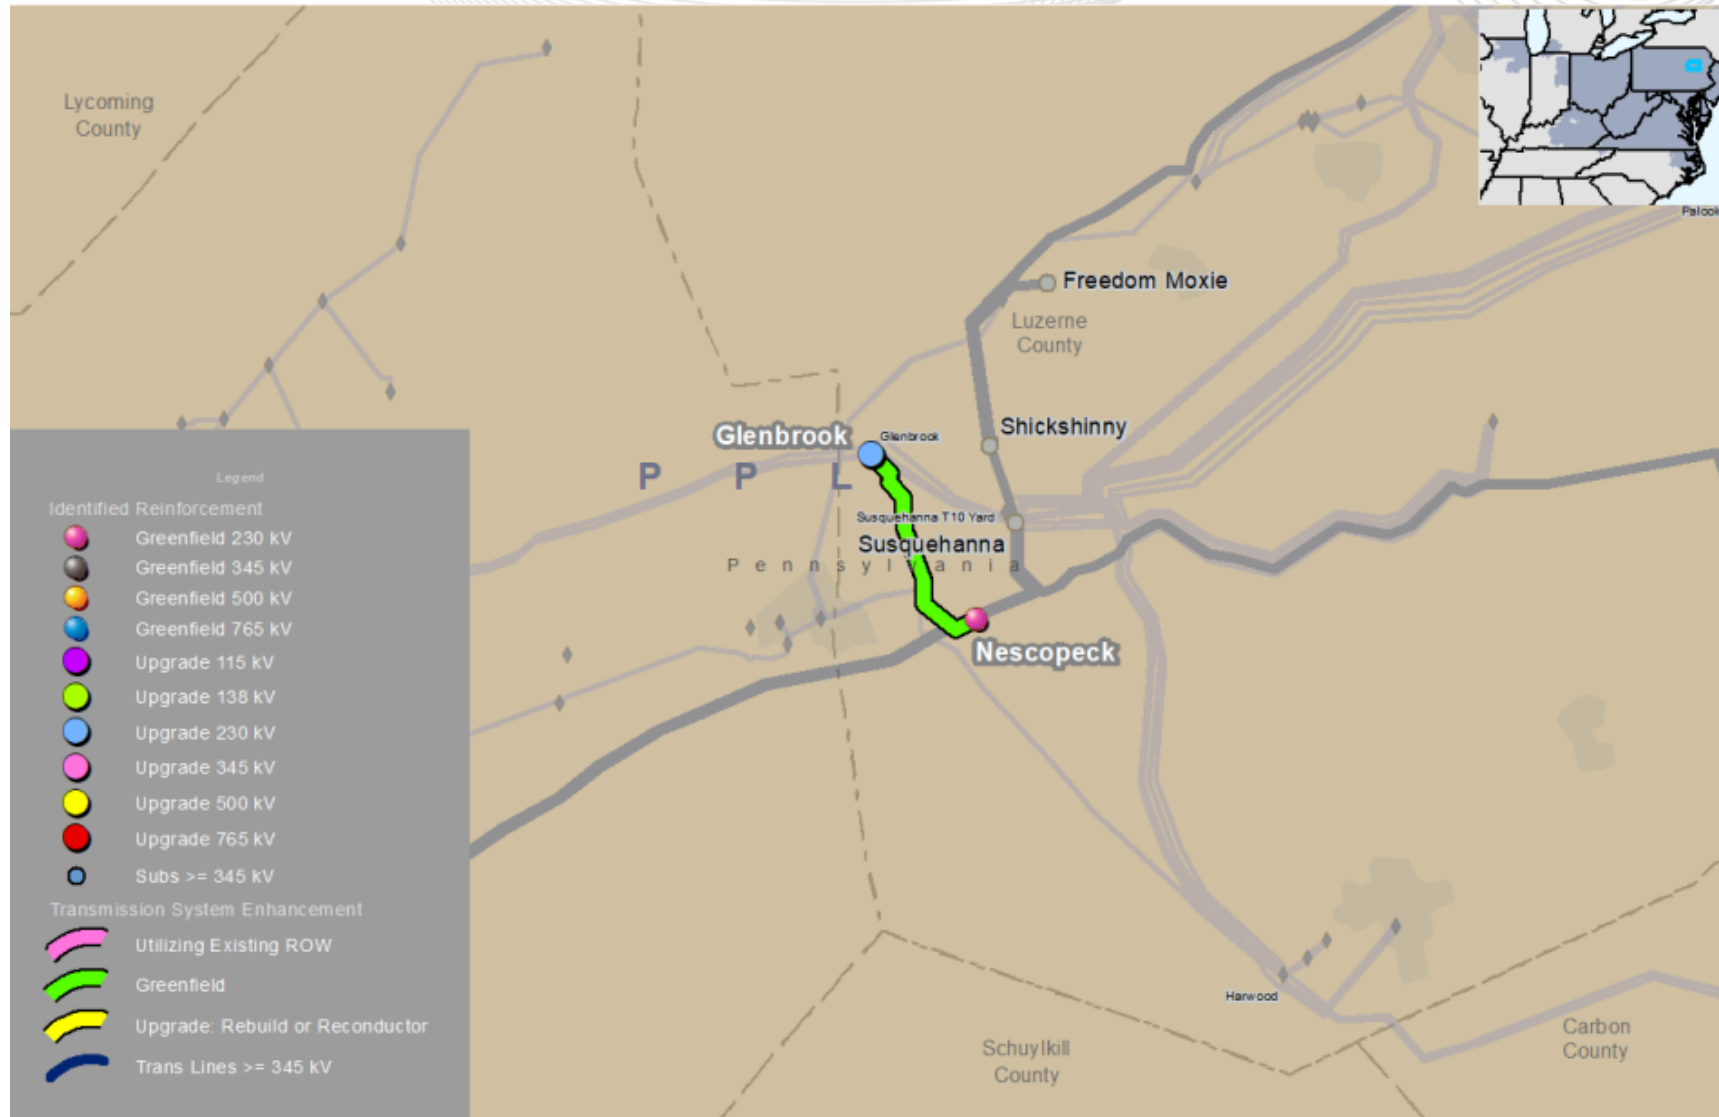 Lycoming
County
Palook
Freedom Moxie
Luzerne
County
Shickshinny
Glenbrook
Glenbrook
P P L
Susquehanna T10 Yard
Susquehanna
Pennsylvania
Nescopeck
Harwood
Schuylkill
County
Carbon
County
Legend
Identified Reinforcement
Greenfield 230 kV
Greenfield 345 kV
Greenfield 500 kV
Greenfield 765 kV
Upgrade 115 kV
Upgrade 138 kV
Upgrade 230 kV
Upgrade 345 kV
Upgrade 500 kV
Upgrade 765 kV
Subs >= 345 kV
Transmission System Enhancement
Utilizing Existing ROW
Greenfield
Upgrade: Rebuild or Reconductor
Trans Lines >= 345 kV